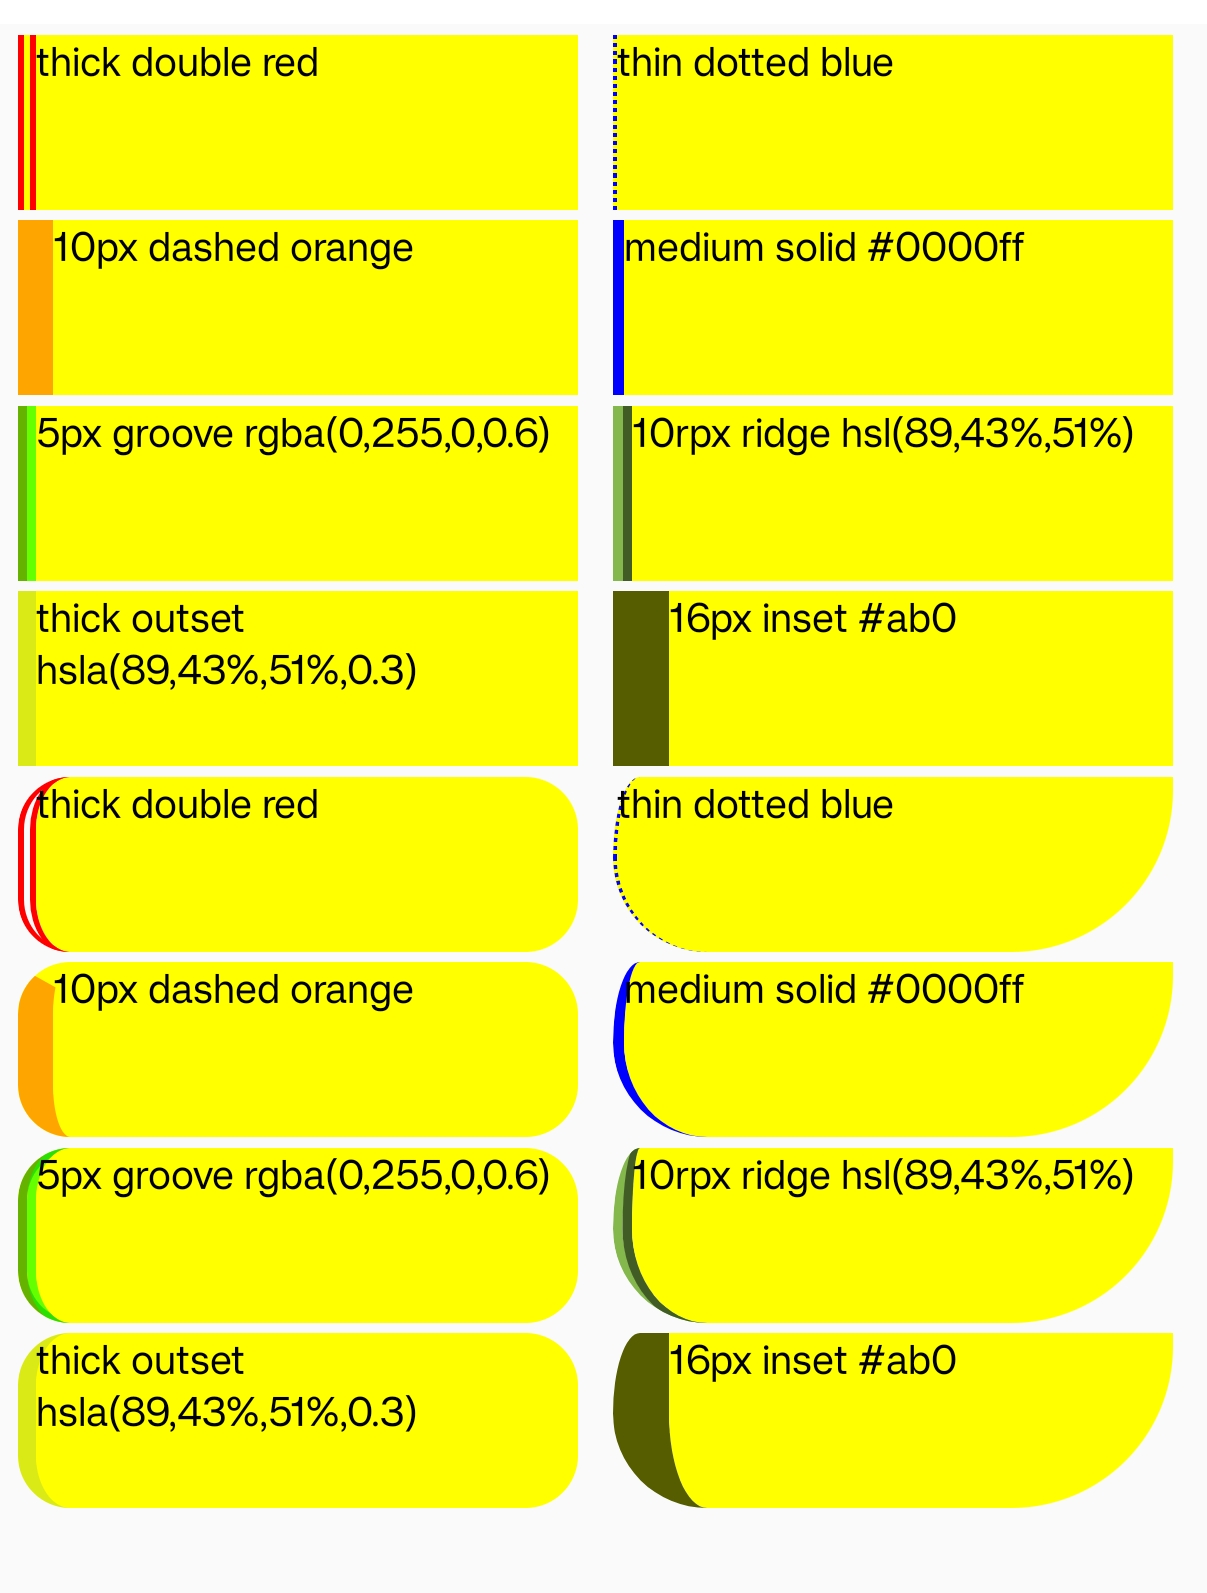 thick double red
thin dotted blue
10px dashed orange
medium solid #0000ff
5px groove rgba(0,255,0,0.6)
10rpx ridge hsl(89,43%,51%)
thick outset
hsla(89,43%,51%,0.3)
16px inset #ab0
thick double red
thin dotted blue
10px dashed orange
medium solid #0000ff
5px groove rgba(0,255,0,0.6)
10rpx ridge hsl(89,43%,51%)
thick outset
hsla(89,43%,51%,0.3)
16px inset #ab0